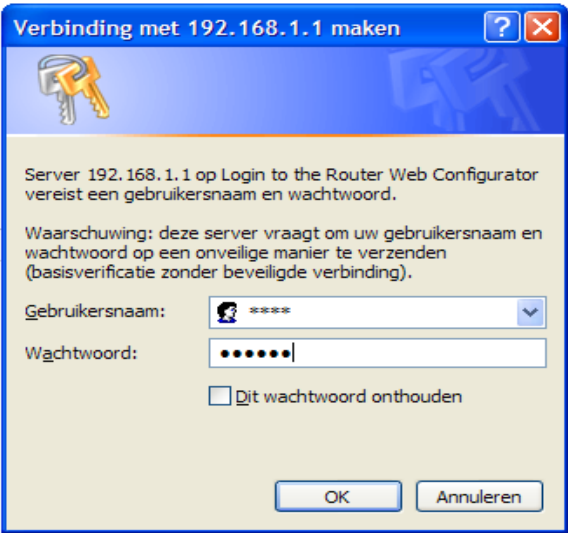 Verbinding met 192.168.1.1 maken
Server 192.168.1.1 op Login to the Router Web Configurator
vereist een gebruikersnaam en wachtwoord.
Waarschuwing: deze server vraagt om uw gebruikersnaam en
wachtwoord op een onveilige manier te verzenden
(basisverificatie zonder beveiligde verbinding).
Gebruikersnaam: ****
Wachtwoord: ●●●●●●
Dit wachtwoord onthouden
OK Annuleren